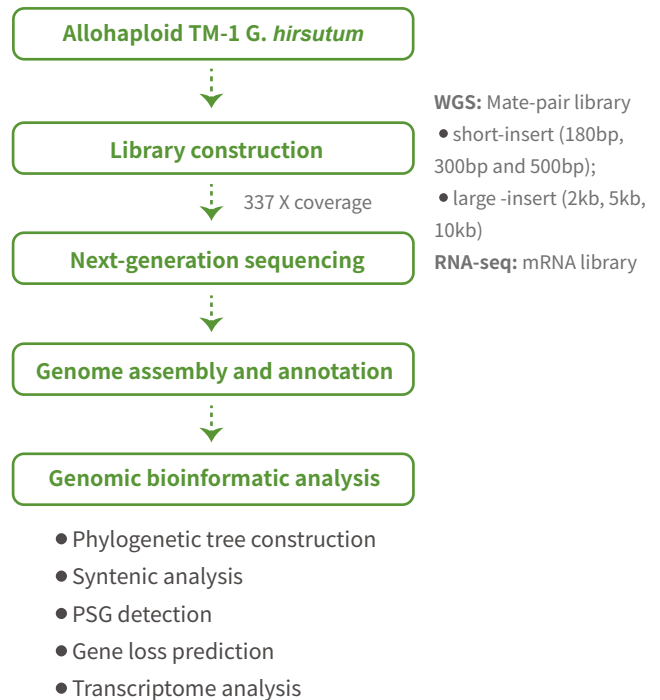 Allohaploid TM-1 G. hirsutum
Library construction
337 X coverage
Next-generation sequencing
Genome assembly and annotation
Genomic bioinformatic analysis
WGS: Mate-pair library
● short-insert (180bp,
300bp and 500bp);
● large -insert (2kb, 5kb,
10kb)
RNA-seq: mRNA library
● Phylogenetic tree construction
● Syntenic analysis
● PSG detection
● Gene loss prediction
● Transcriptome analysis